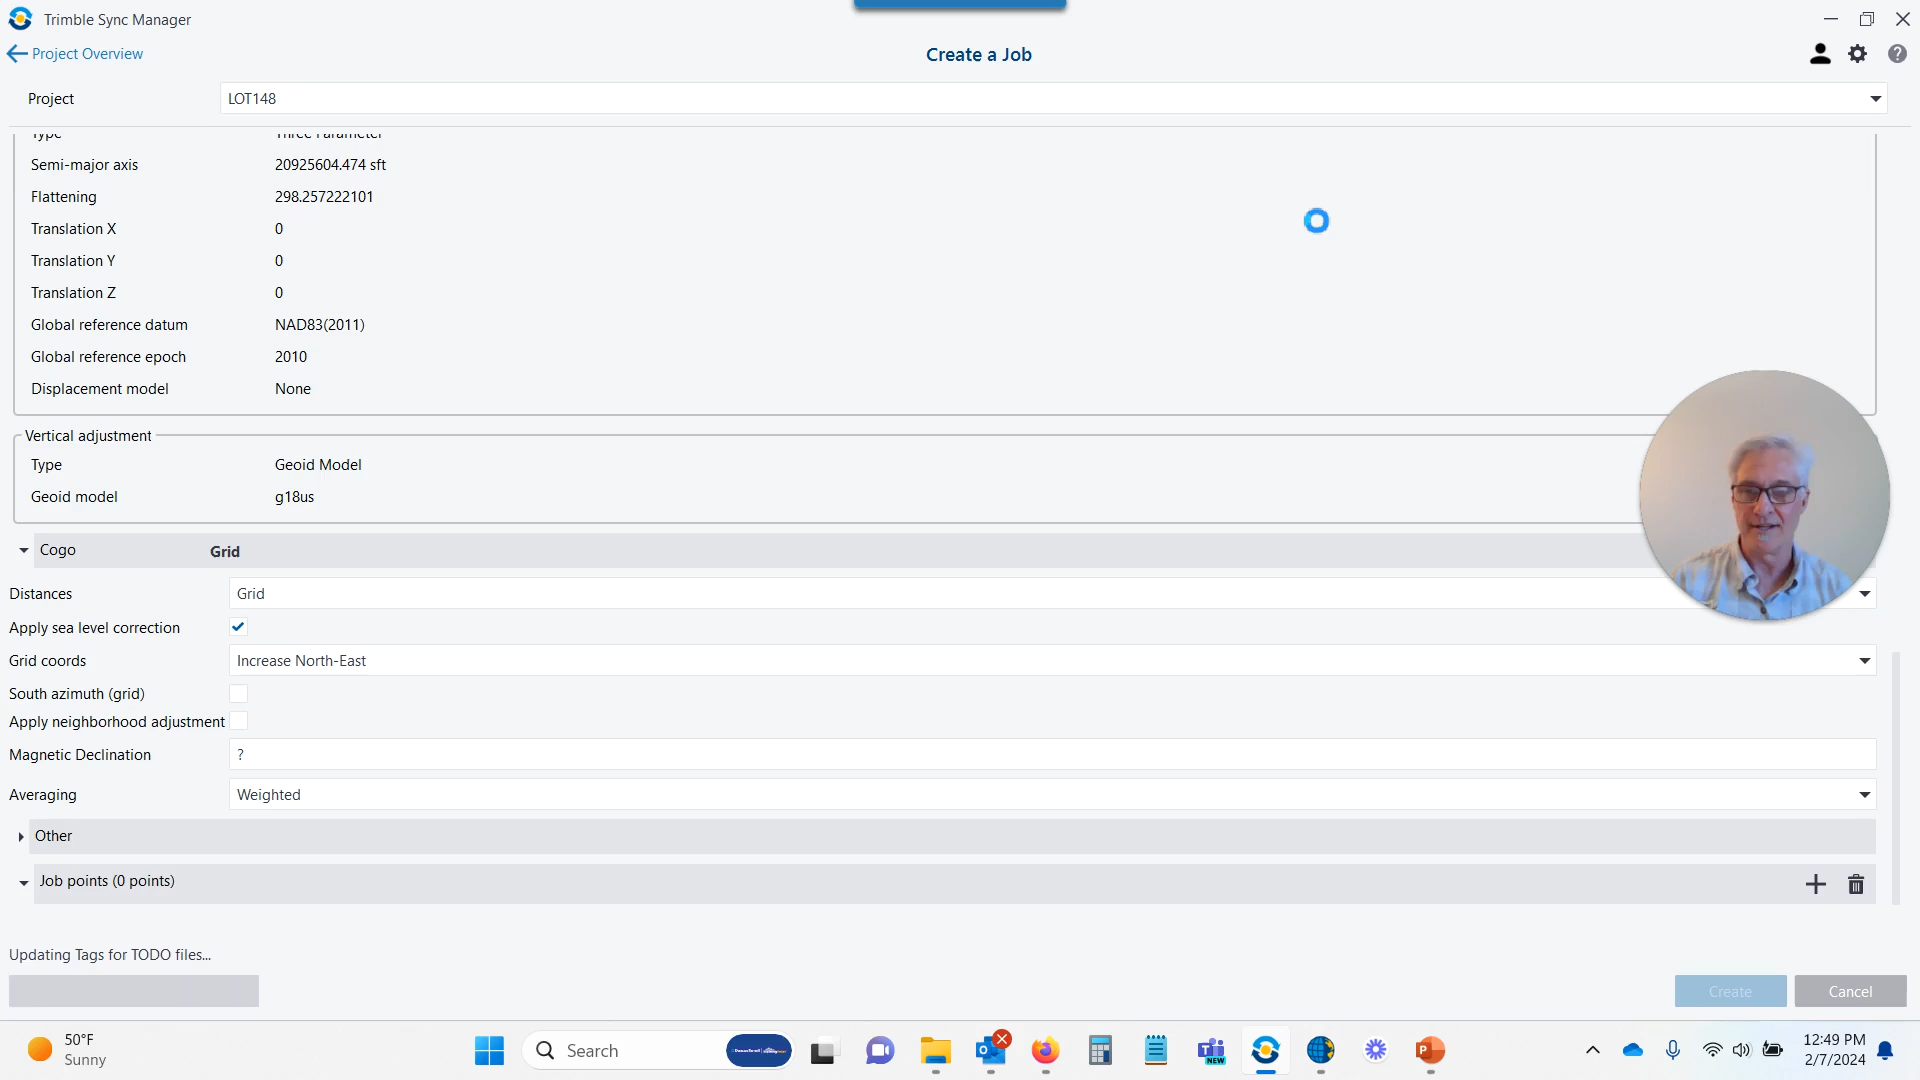 Trimble Sync Manager
Project Overview
Create a Job
Project
LOT148
Type Three Parameter
Semi-major axis 20925604.474 sft
Flattening 298.257222101
Translation X 0
Translation Y 0
Translation Z 0
Global reference datum NAD83(2011)
Global reference epoch 2010
Displacement model None
Vertical adjustment
Type Geoid Model
Geoid model g18us
Cogo Grid
Distances Grid
Apply sea level correction
Grid coords Increase North-East
South azimuth (grid)
Apply neighborhood adjustment
Magnetic Declination ?
Averaging Weighted
Other
Job points (0 points)
Updating Tags for TODO files...
Create Cancel
50°F
Sunny
Search
NEW
12:49 PM
2/7/2024